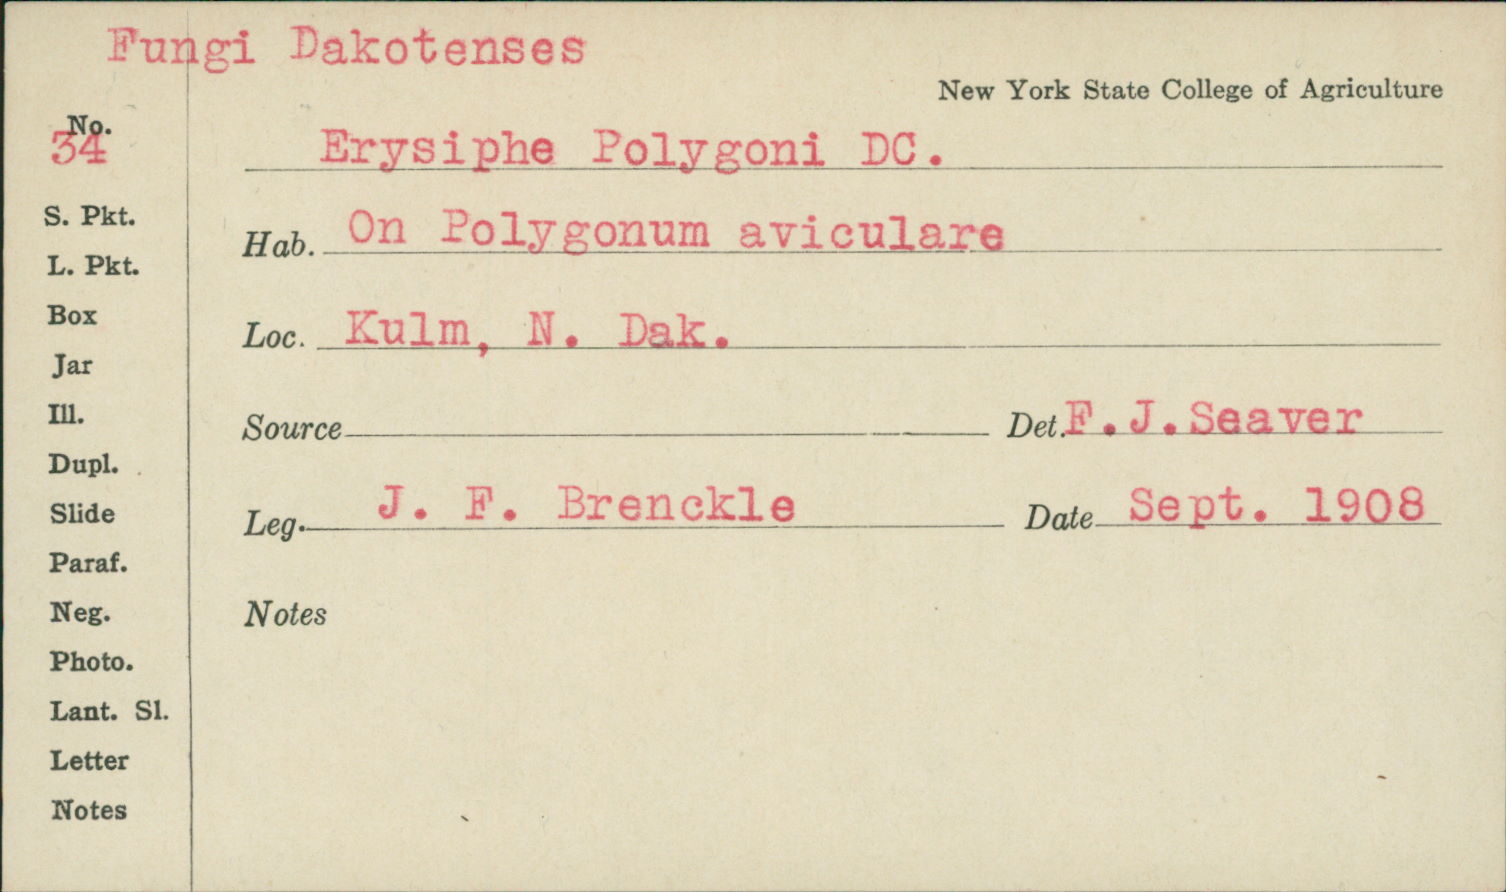 Fungi Dakotenses
New York State College of Agriculture
No.
34
Erysiphe Polygoni DC.
S. Pkt.
Hab. On Polygonum aviculare
L. Pkt.
Box
Loc. Kulm, N. Dak.
Jar
Ill.
Source Det. F.J.Seaver
Dupl.
Slide
Leg. J. F. Brenckle Date Sept. 1908
Paraf.
Neg.
Notes
Photo.
Lant. Sl.
Letter
Notes